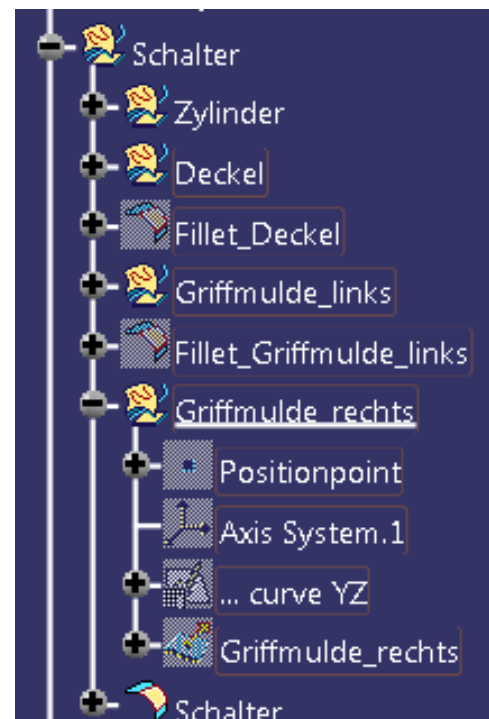 Schalter
Zylinder
Deckel
Fillet_Deckel
Griffmulde_links
Fillet_Griffmulde_links
Griffmulde_rechts
Positionpoint
Axis System.1
... curve YZ
Griffmulde_rechts
Schalter